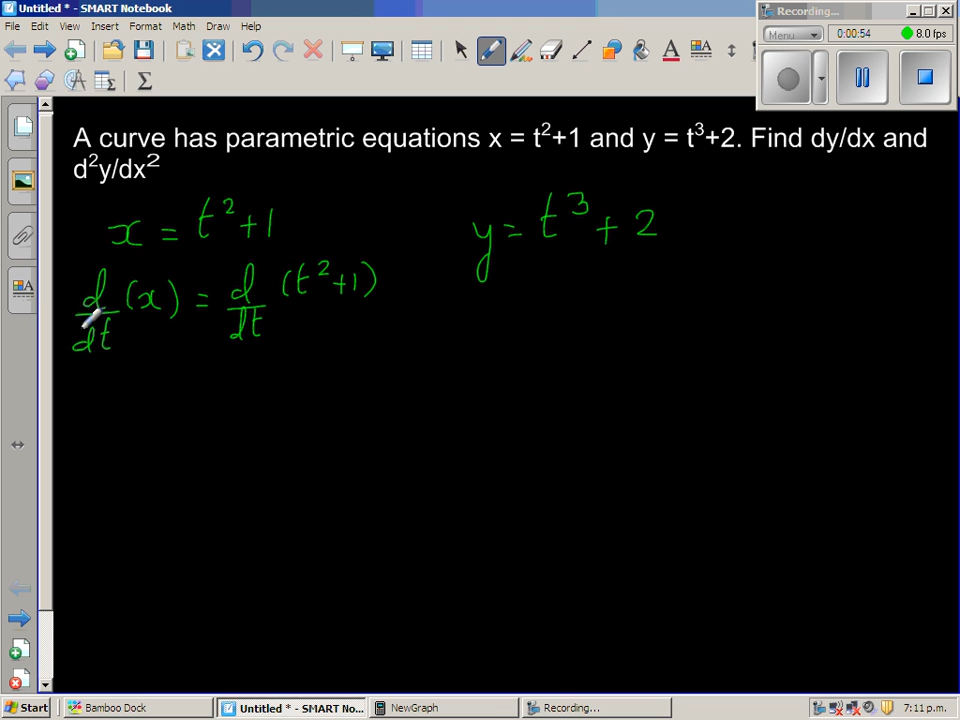 Untitled * - SMART Notebook
File Edit View Insert Format Math Draw
Recording...
Menu 0:00:54 8.0 fps
A curve has parametric equations x = t²+1 and y = t³+2. Find dy/dx and
d²y/dx²
x = t²+1 y = t³ + 2
d/dt (x) = d/dt (t²+1)
Start Bamboo Dock Untitled * - SMART No... NewGraph Recording... 7:11 p.m.